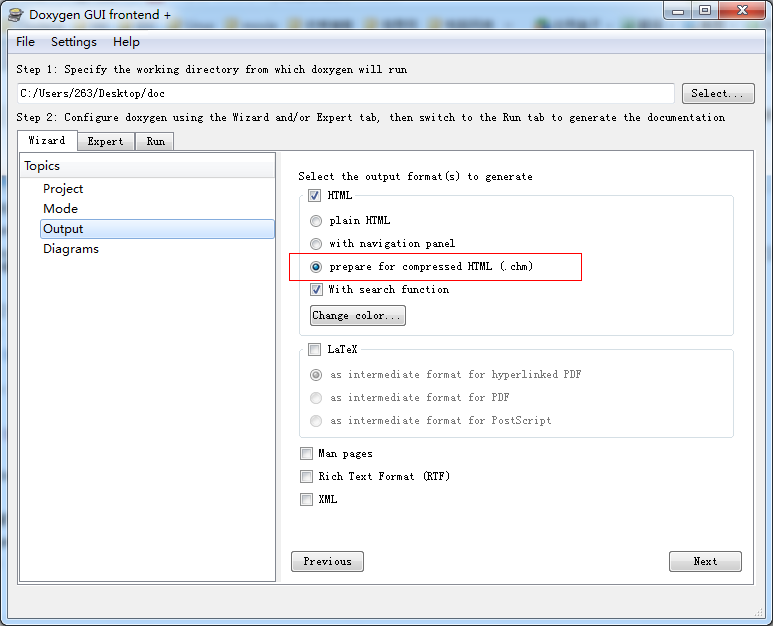 Doxygen GUI frontend +
File Settings Help
Step 1: Specify the working directory from which doxygen will run
C:/Users/263/Desktop/doc
Select...
Step 2: Configure doxygen using the Wizard and/or Expert tab, then switch to the Run tab to generate the documentation
Wizard Expert Run
Topics
Project
Mode
Output
Diagrams
Select the output format(s) to generate
HTML
plain HTML
with navigation panel
prepare for compressed HTML (.chm)
With search function
Change color...
LaTeX
as intermediate format for hyperlinked PDF
as intermediate format for PDF
as intermediate format for PostScript
Man pages
Rich Text Format (RTF)
XML
Previous Next